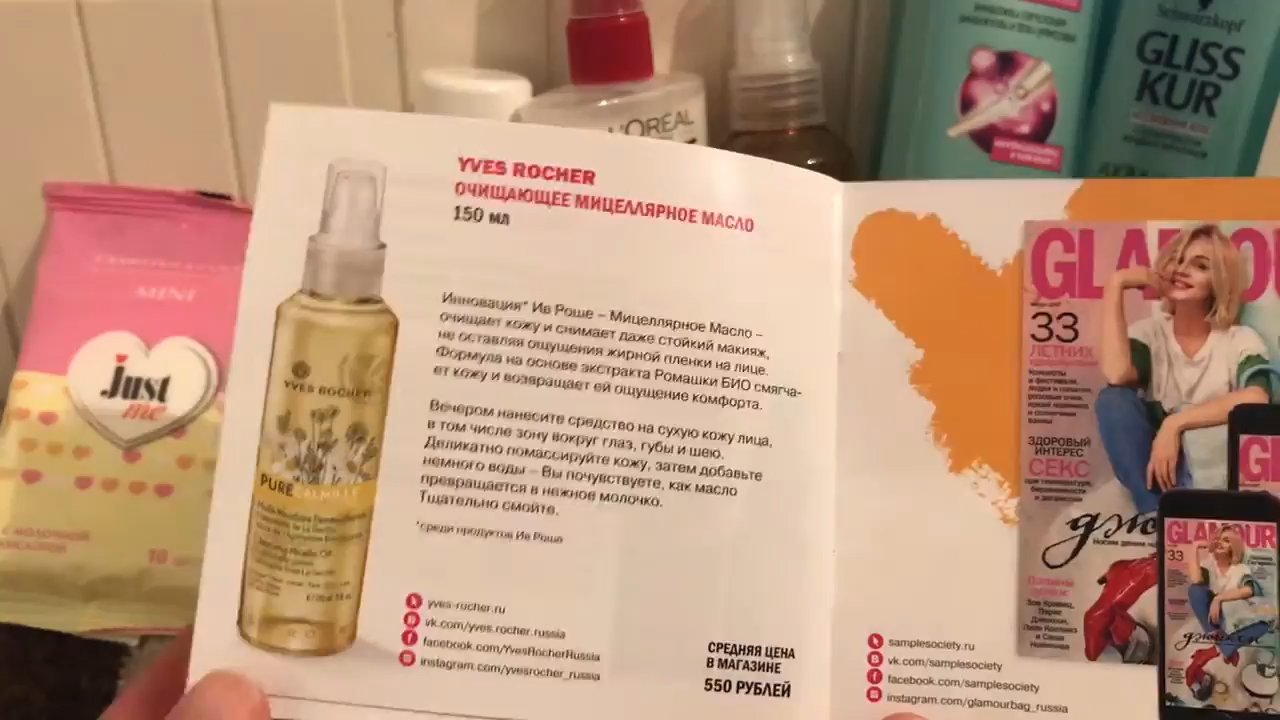 Schwarzkopf
GLISS
KUR
L'OREAL
MINI
just
me
YVES ROCHER
ОЧИЩАЮЩЕЕ МИЦЕЛЛЯРНОЕ МАСЛО
150 мл
Инновация* Ив Роше – Мицеллярное Масло –
очищает кожу и снимает даже стойкий макияж,
не оставляя ощущения жирной пленки на лице.
Формула на основе экстракта Ромашки БИО смягча-
ет кожу и возвращает ей ощущение комфорта.
Вечером нанесите средство на сухую кожу лица,
в том числе зону вокруг глаз, губы и шею.
Деликатно помассируйте кожу, затем добавьте
немного воды – Вы почувствуете, как масло
превращается в нежное молочко.
Тщательно смойте.
*среди продуктов Ив Роше
yves-rocher.ru
vk.com/yves.rocher.russia
facebook.com/YvesRocherRussia
instagram.com/yvesrocher_russia
СРЕДНЯЯ ЦЕНА
В МАГАЗИНЕ
550 РУБЛЕЙ
YVES ROCHER
PURE CALMILLE
GLAMOUR
33
ЛЕТНИХ
ЗДОРОВЫЙ
ИНТЕРЕС
СЕКС
G
GLAMOUR
33
samplesociety.ru
vk.com/samplesociety
facebook.com/samplesociety
instagram.com/glamourbag_russia